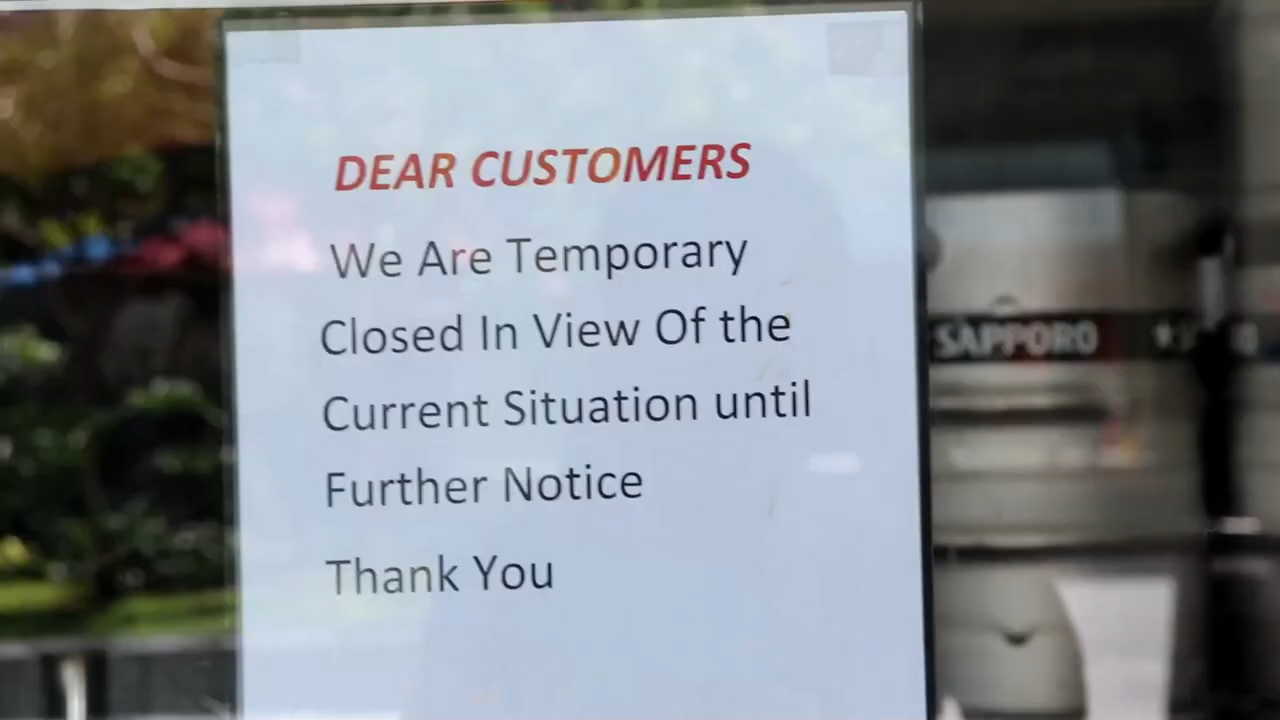 DEAR CUSTOMERS
We Are Temporary
Closed In View Of the
Current Situation until
Further Notice
Thank You
SAPPORO